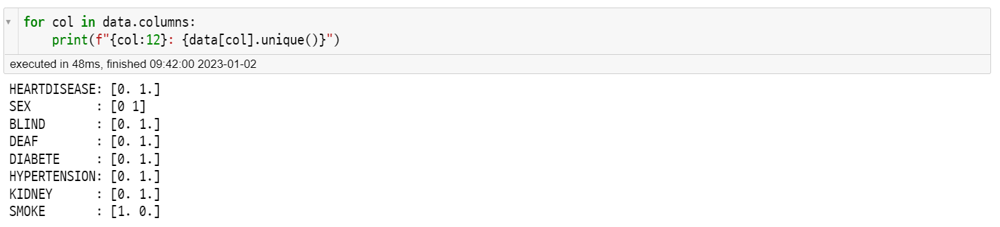 for col in data.columns:
    print(f"{col:12}: {data[col].unique()}")
executed in 48ms, finished 09:42:00 2023-01-02
HEARTDISEASE: [0. 1.]
SEX         : [0 1]
BLIND       : [0. 1.]
DEAF        : [0. 1.]
DIABETE     : [0. 1.]
HYPERTENSION: [0. 1.]
KIDNEY      : [0. 1.]
SMOKE       : [1. 0.]